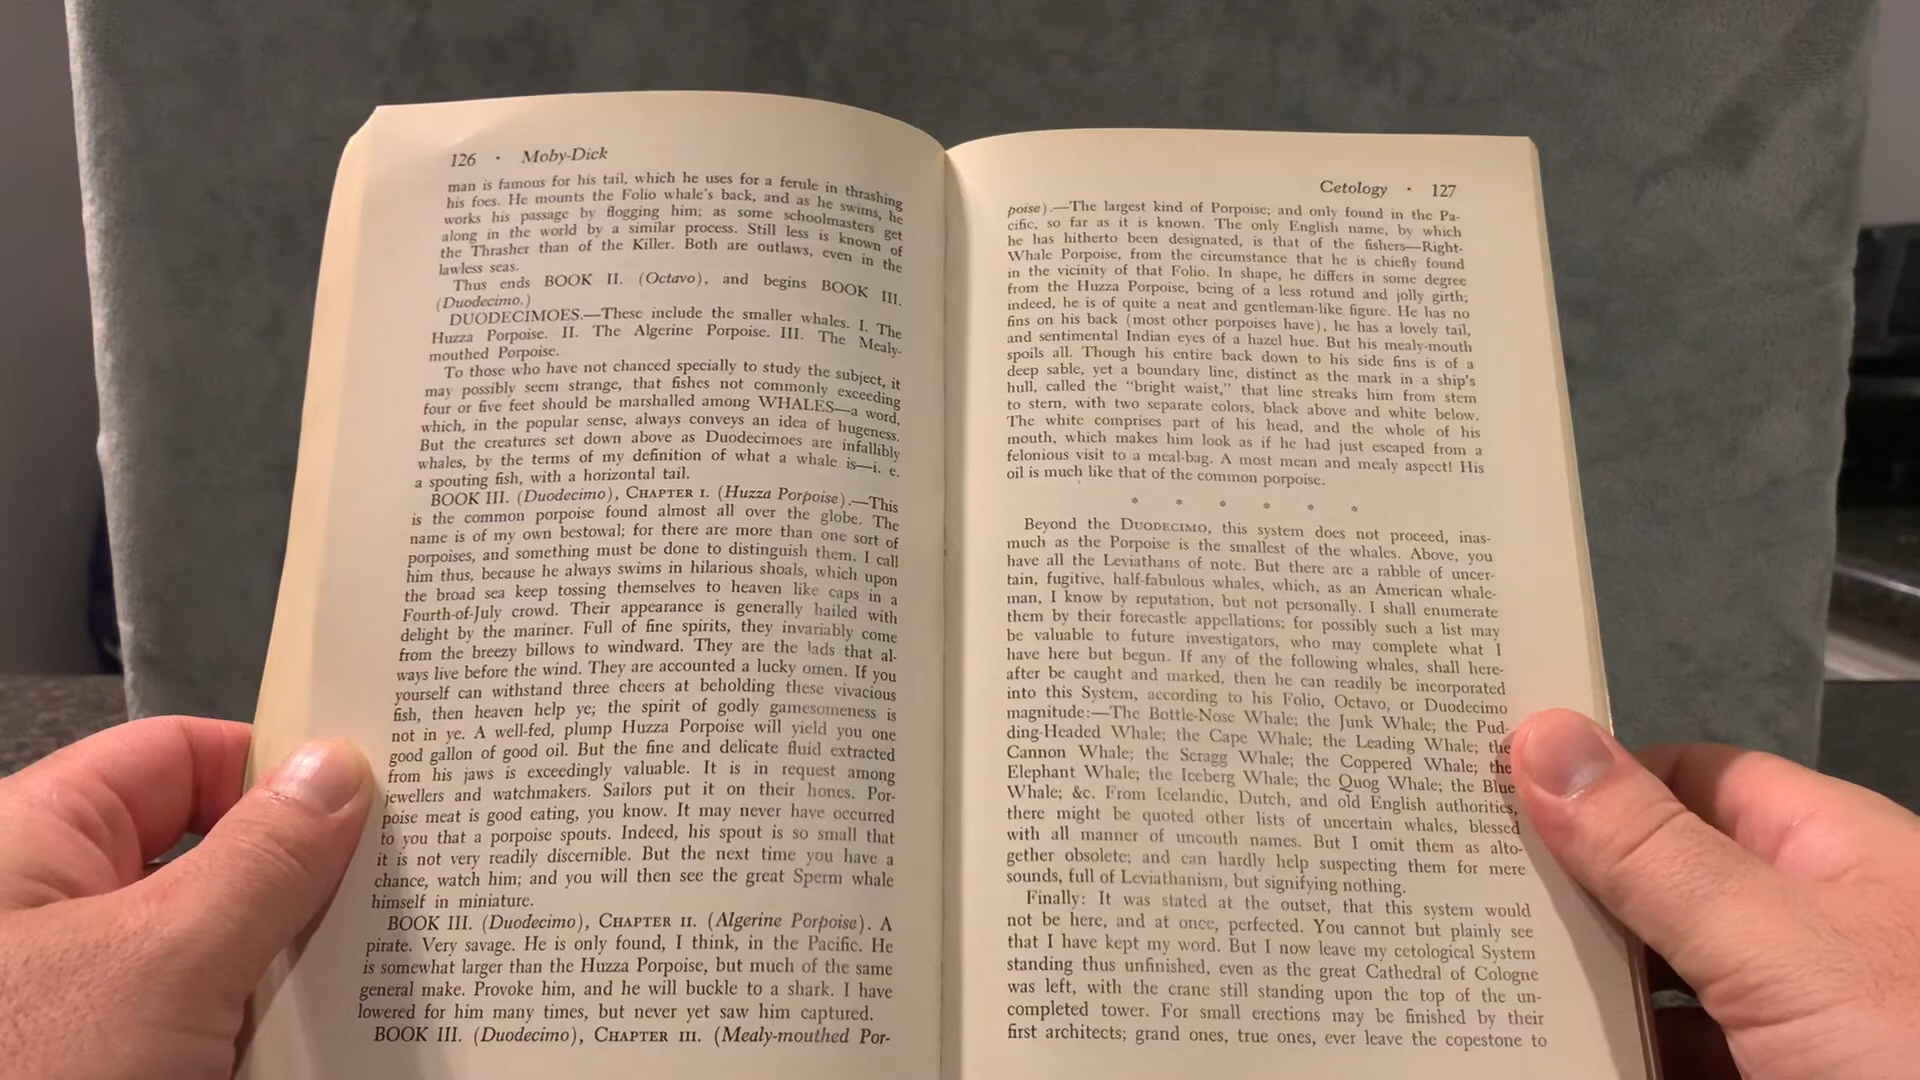 126 · Moby-Dick
man is famous for his tail, which he uses for a ferule in thrashing
his foes. He mounts the Folio whale's back, and as he swims, he
works his passage by flogging him; as some schoolmasters get
along in the world by a similar process. Still less is known of
the Thrasher than of the Killer. Both are outlaws, even in the
lawless seas.
Thus ends BOOK II. (Octavo), and begins BOOK III.
(Duodecimo.)
DUODECIMOES.—These include the smaller whales. I. The
Huzza Porpoise. II. The Algerine Porpoise. III. The Mealy-
mouthed Porpoise.
To those who have not chanced specially to study the subject, it
may possibly seem strange, that fishes not commonly exceeding
four or five feet should be marshalled among WHALES—a word,
which, in the popular sense, always conveys an idea of hugeness.
But the creatures set down above as Duodecimoes are infallibly
whales, by the terms of my definition of what a whale is—i. e.
a spouting fish, with a horizontal tail.
BOOK III. (Duodecimo), CHAPTER I. (Huzza Porpoise).—This
is the common porpoise found almost all over the globe. The
name is of my own bestowal; for there are more than one sort of
porpoises, and something must be done to distinguish them. I call
him thus, because he always swims in hilarious shoals, which upon
the broad sea keep tossing themselves to heaven like caps in a
Fourth-of-July crowd. Their appearance is generally hailed with
delight by the mariner. Full of fine spirits, they invariably come
from the breezy billows to windward. They are the lads that al-
ways live before the wind. They are accounted a lucky omen. If you
yourself can withstand three cheers at beholding these vivacious
fish, then heaven help ye; the spirit of godly gamesomeness is
not in ye. A well-fed, plump Huzza Porpoise will yield you one
good gallon of good oil. But the fine and delicate fluid extracted
from his jaws is exceedingly valuable. It is in request among
jewellers and watchmakers. Sailors put it on their hones. Por-
poise meat is good eating, you know. It may never have occurred
to you that a porpoise spouts. Indeed, his spout is so small that
it is not very readily discernible. But the next time you have a
chance, watch him; and you will then see the great Sperm whale
himself in miniature.
BOOK III. (Duodecimo), CHAPTER II. (Algerine Porpoise). A
pirate. Very savage. He is only found, I think, in the Pacific. He
is somewhat larger than the Huzza Porpoise, but much of the same
general make. Provoke him, and he will buckle to a shark. I have
lowered for him many times, but never yet saw him captured.
BOOK III. (Duodecimo), CHAPTER III. (Mealy-mouthed Por-
Cetology · 127
poise).—The largest kind of Porpoise; and only found in the Pa-
cific, so far as it is known. The only English name, by which
he has hitherto been designated, is that of the fishers—Right-
Whale Porpoise, from the circumstance that he is chiefly found
in the vicinity of that Folio. In shape, he differs in some degree
from the Huzza Porpoise, being of a less rotund and jolly girth;
indeed, he is of quite a neat and gentleman-like figure. He has no
fins on his back (most other porpoises have), he has a lovely tail,
and sentimental Indian eyes of a hazel hue. But his mealy-mouth
spoils all. Though his entire back down to his side fins is of a
deep sable, yet a boundary line, distinct as the mark in a ship's
hull, called the "bright waist," that line streaks him from stem
to stern, with two separate colors, black above and white below.
The white comprises part of his head, and the whole of his
mouth, which makes him look as if he had just escaped from a
felonious visit to a meal-bag. A most mean and mealy aspect! His
oil is much like that of the common porpoise.
* * * * * *
Beyond the DUODECIMO, this system does not proceed, inas-
much as the Porpoise is the smallest of the whales. Above, you
have all the Leviathans of note. But there are a rabble of uncer-
tain, fugitive, half-fabulous whales, which, as an American whale-
man, I know by reputation, but not personally. I shall enumerate
them by their forecastle appellations; for possibly such a list may
be valuable to future investigators, who may complete what I
have here but begun. If any of the following whales, shall here-
after be caught and marked, then he can readily be incorporated
into this System, according to his Folio, Octavo, or Duodecimo
magnitude:—The Bottle-Nose Whale; the Junk Whale; the Pud-
ding-Headed Whale; the Cape Whale; the Leading Whale; the
Cannon Whale; the Scragg Whale; the Coppered Whale; the
Elephant Whale; the Iceberg Whale; the Quog Whale; the Blue
Whale; &c. From Icelandic, Dutch, and old English authorities,
there might be quoted other lists of uncertain whales, blessed
with all manner of uncouth names. But I omit them as alto-
gether obsolete; and can hardly help suspecting them for mere
sounds, full of Leviathanism, but signifying nothing.
Finally: It was stated at the outset, that this system would
not be here, and at once, perfected. You cannot but plainly see
that I have kept my word. But I now leave my cetological System
standing thus unfinished, even as the great Cathedral of Cologne
was left, with the crane still standing upon the top of the un-
completed tower. For small erections may be finished by their
first architects; grand ones, true ones, ever leave the copestone to